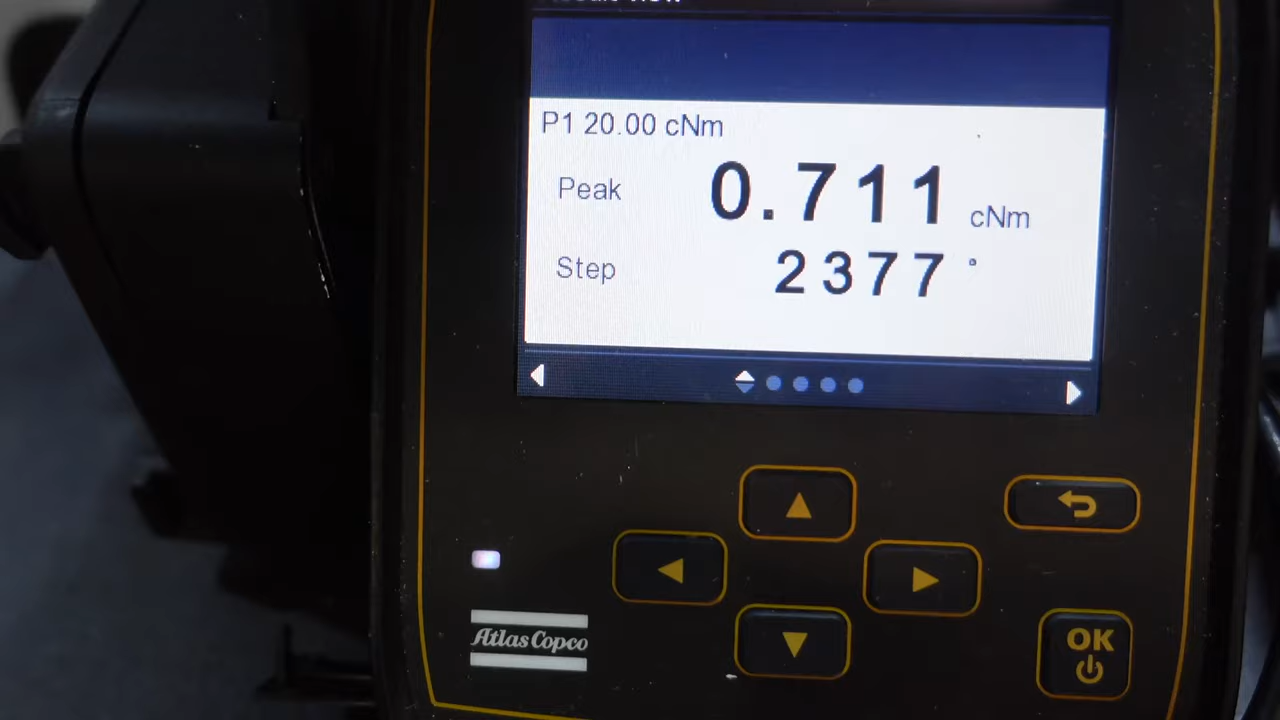 P1 20.00 cNm
Peak 0.711 cNm
Step 2377 °
Atlas Copco
OK